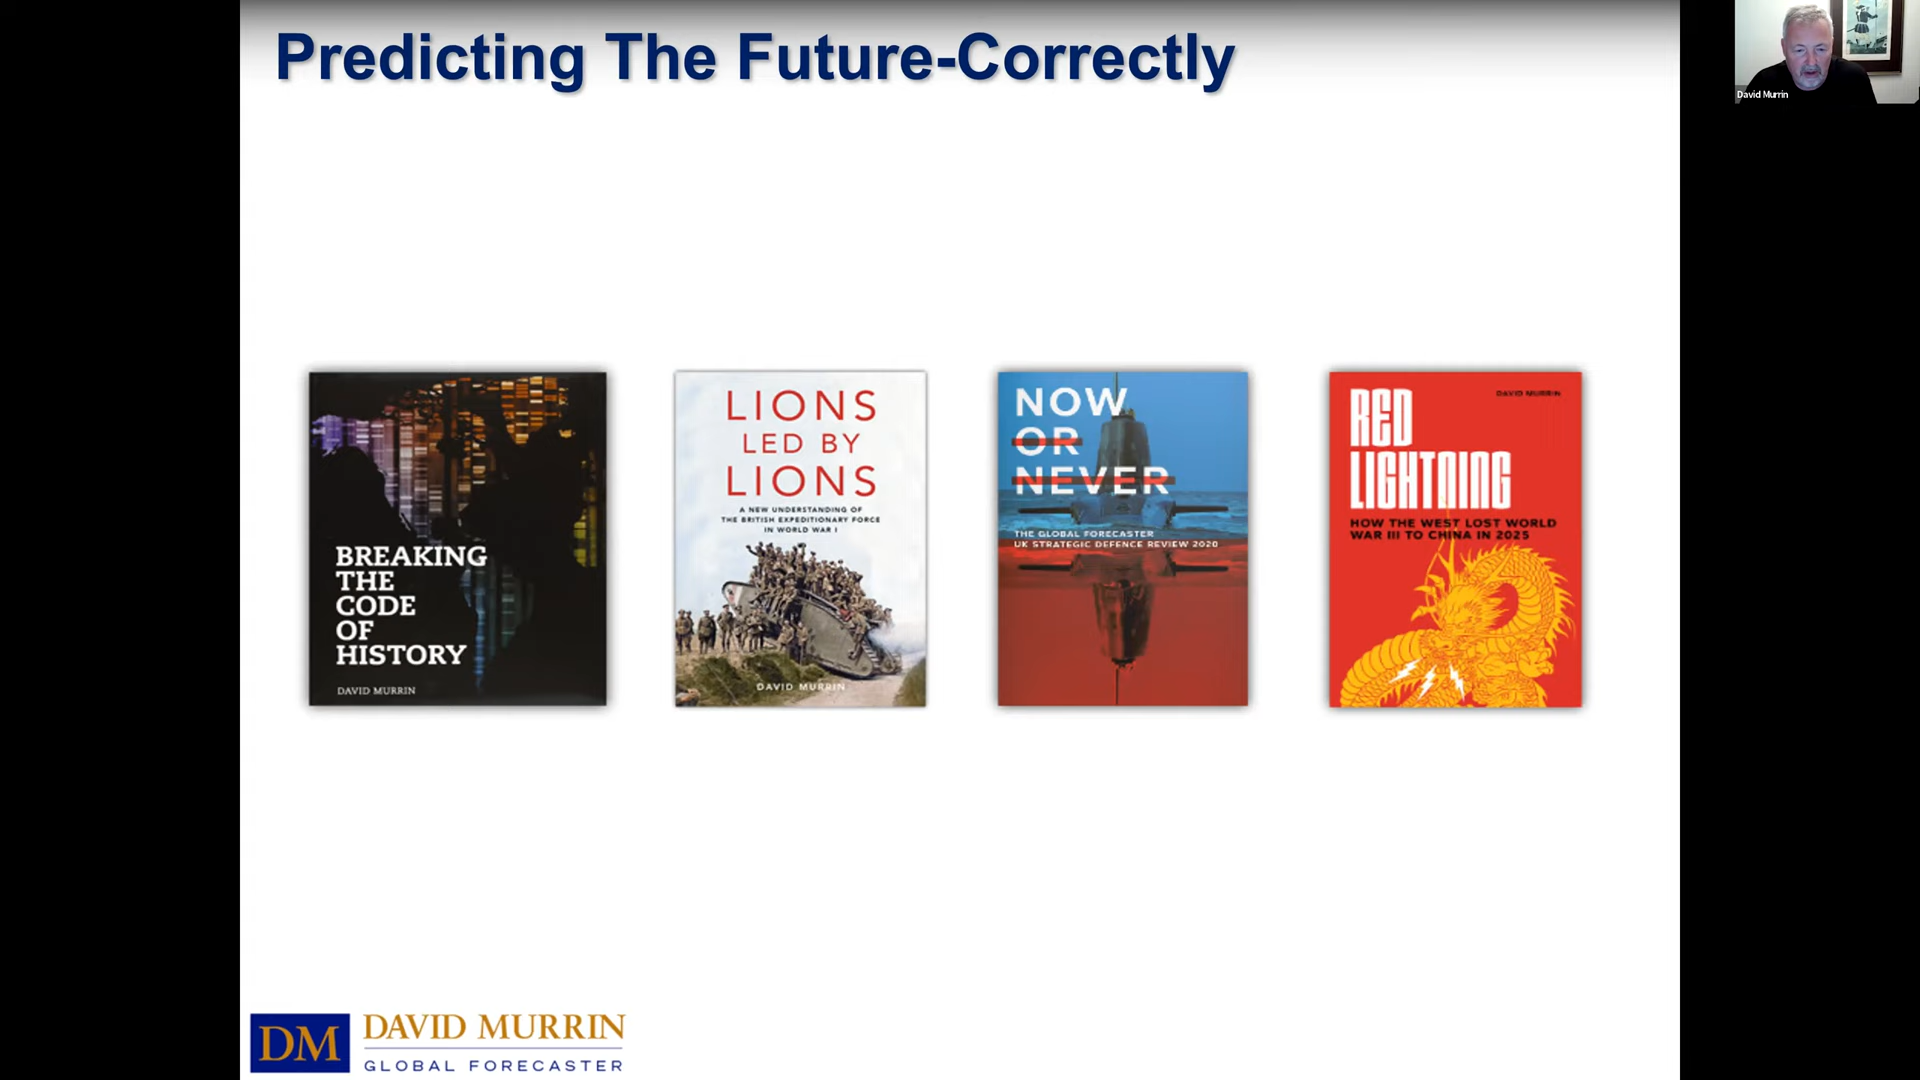 Predicting The Future-Correctly
David Murrin
BREAKING
THE
CODE
OF
HISTORY
DAVID MURRIN
LIONS
LED BY
LIONS
A NEW UNDERSTANDING OF
THE BRITISH EXPEDITIONARY FORCE
IN WORLD WAR I
DAVID MURRIN
NOW
OR
NEVER
THE GLOBAL FORECASTER
UK STRATEGIC DEFENCE REVIEW 2020
DAVID MURRIN
RED
LIGHTNING
HOW THE WEST LOST WORLD
WAR III TO CHINA IN 2025
DM
DAVID MURRIN
GLOBAL FORECASTER